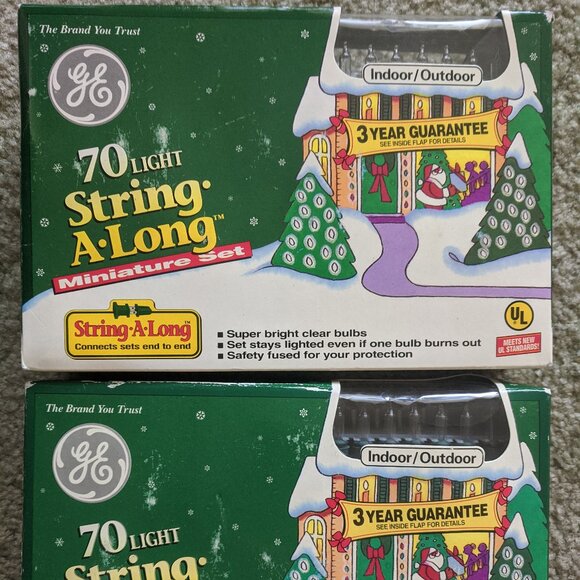 The Brand You Trust
GE
Indoor/Outdoor
3 YEAR GUARANTEE
SEE INSIDE FLAP FOR DETAILS
70 LIGHT
String·
A·Long™
Miniature Set
String·A·Long™
Connects sets end to end
■ Super bright clear bulbs
■ Set stays lighted even if one bulb burns out
■ Safety fused for your protection
UL
MEETS NEW
UL STANDARDS!
The Brand You Trust
GE
Indoor/Outdoor
3 YEAR GUARANTEE
SEE INSIDE FLAP FOR DETAILS
70 LIGHT
String·